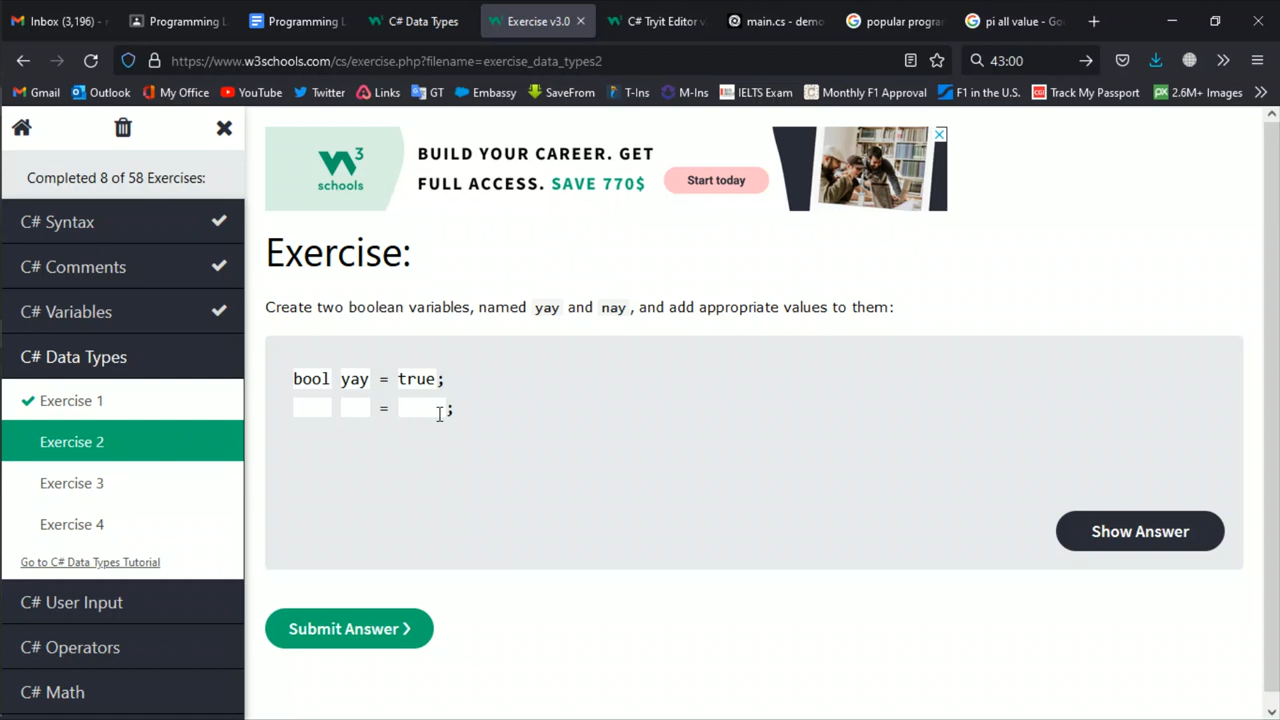 Inbox (3,196) -
Programming L
Programming L
C# Data Types
Exercise v3.0
C# Tryit Editor v
main.cs - demo
popular progra
pi all value - Go
https://www.w3schools.com/cs/exercise.php?filename=exercise_data_types2
43:00
Gmail
Outlook
My Office
YouTube
Twitter
Links
GT
Embassy
SaveFrom
T-Ins
M-Ins
IELTS Exam
Monthly F1 Approval
F1 in the U.S.
Track My Passport
2.6M+ Images
Completed 8 of 58 Exercises:
C# Syntax
C# Comments
C# Variables
C# Data Types
Exercise 1
Exercise 2
Exercise 3
Exercise 4
Go to C# Data Types Tutorial
C# User Input
C# Operators
C# Math
W3
schools
BUILD YOUR CAREER. GET
FULL ACCESS. SAVE 770$
Start today
Exercise:
Create two boolean variables, named yay and nay, and add appropriate values to them:
bool yay = true;
= ;
Show Answer
Submit Answer ❯